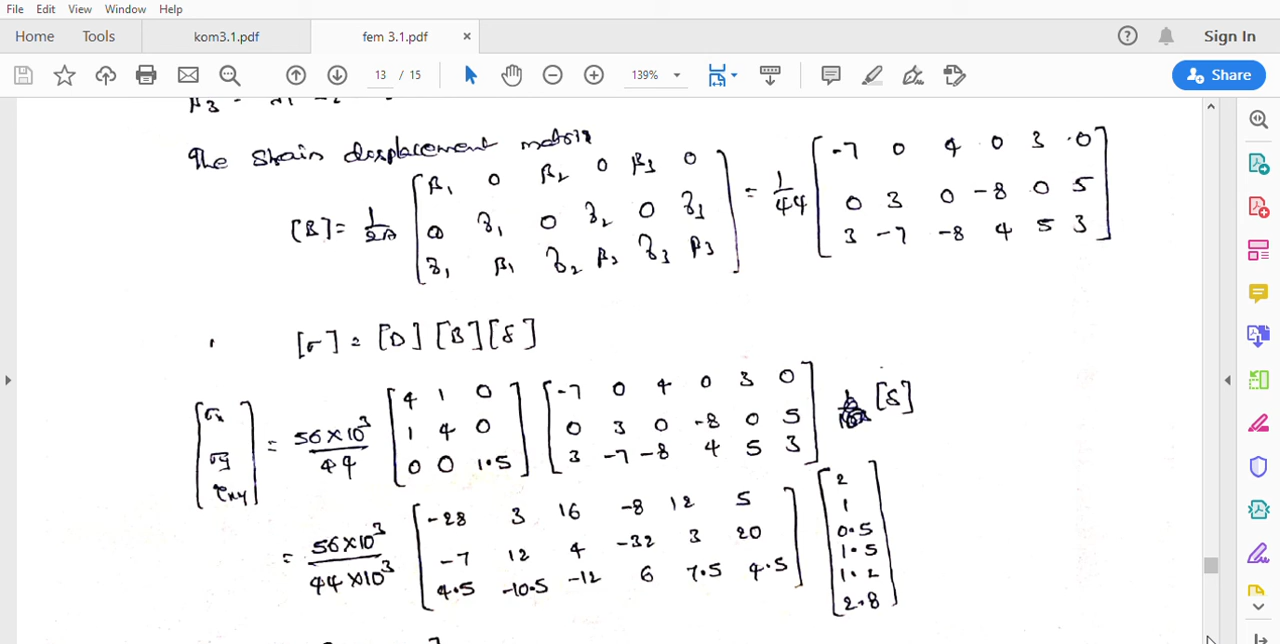 File Edit View Window Help
Home Tools kom3.1.pdf fem 3.1.pdf × Sign In
13 / 15 139% Share
The Strain displacement matrix
[B] = 1/2A [β₁ 0 β₂ 0 β₃ 0 = 1/44 [-7 0 4 0 3 0
0 γ₁ 0 γ₂ 0 γ₃ 0 3 0 -8 0 5
γ₁ β₁ γ₂ β₂ γ₃ β₃] 3 -7 -8 4 5 3]
[σ] = [D] [B] [δ]
[σx = 56×10³/44 [4 1 0 [-7 0 4 0 3 0 [δ]
σy 1 4 0 0 3 0 -8 0 5
τxy] 0 0 1.5] 3 -7 -8 4 5 3]
= 56×10³/44×10³ [-28 3 16 -8 12 5 [2
-7 12 4 -32 3 20 1
4.5 -10.5 -12 6 7.5 4.5] 0.5
1.5
1.2
2.8]